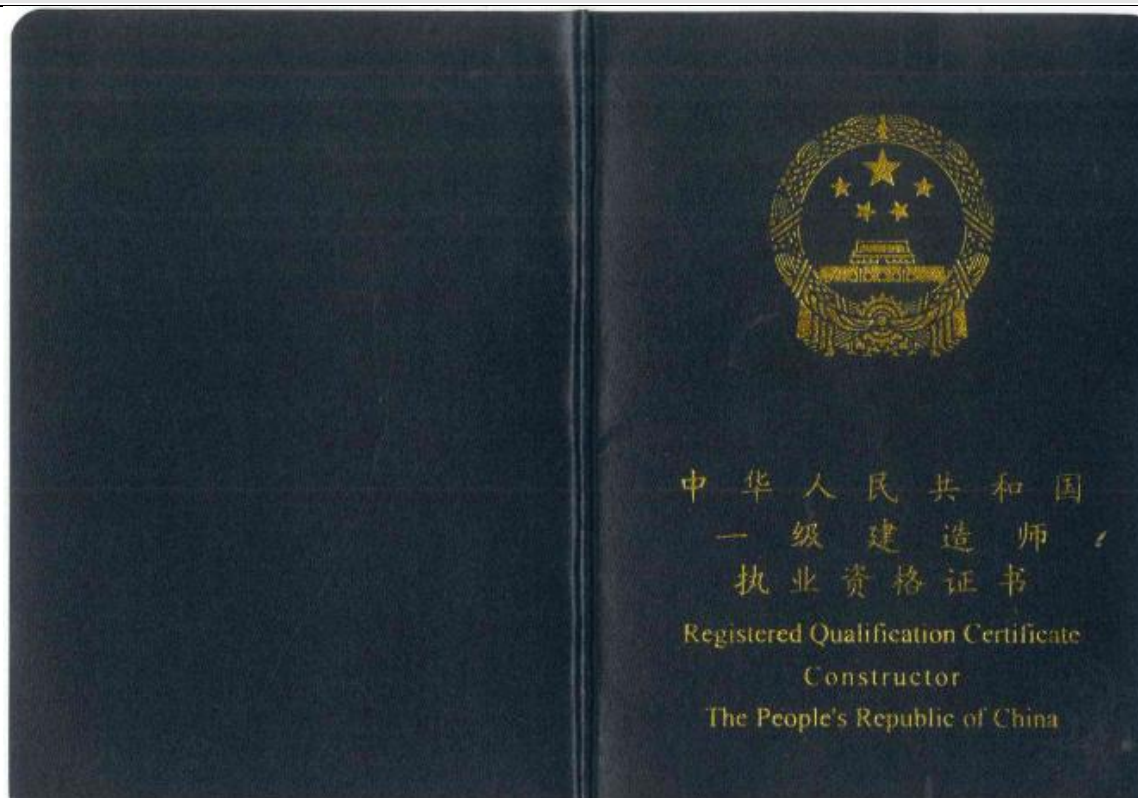 中华人民共和国
一级建造师
执业资格证书
Registered Qualification Certificate
Constructor
The People's Republic of China